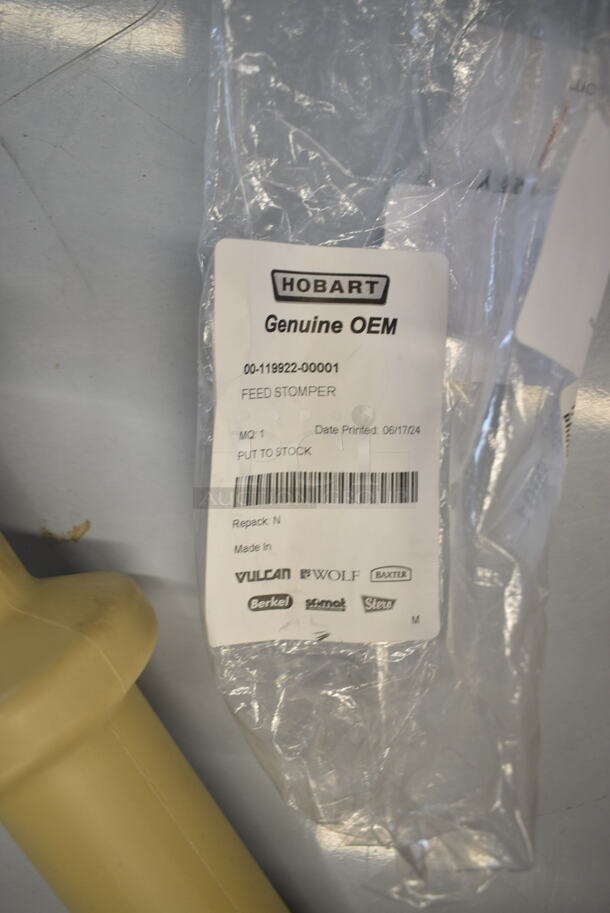 HOBART
Genuine OEM
00-119922-00001
FEED STOMPER
MQ: 1 Date Printed: 06/17/24
PUT TO STOCK
Repack: N
Made in
VULCAN WOLF BAXTER
Berkel somat Stero
M